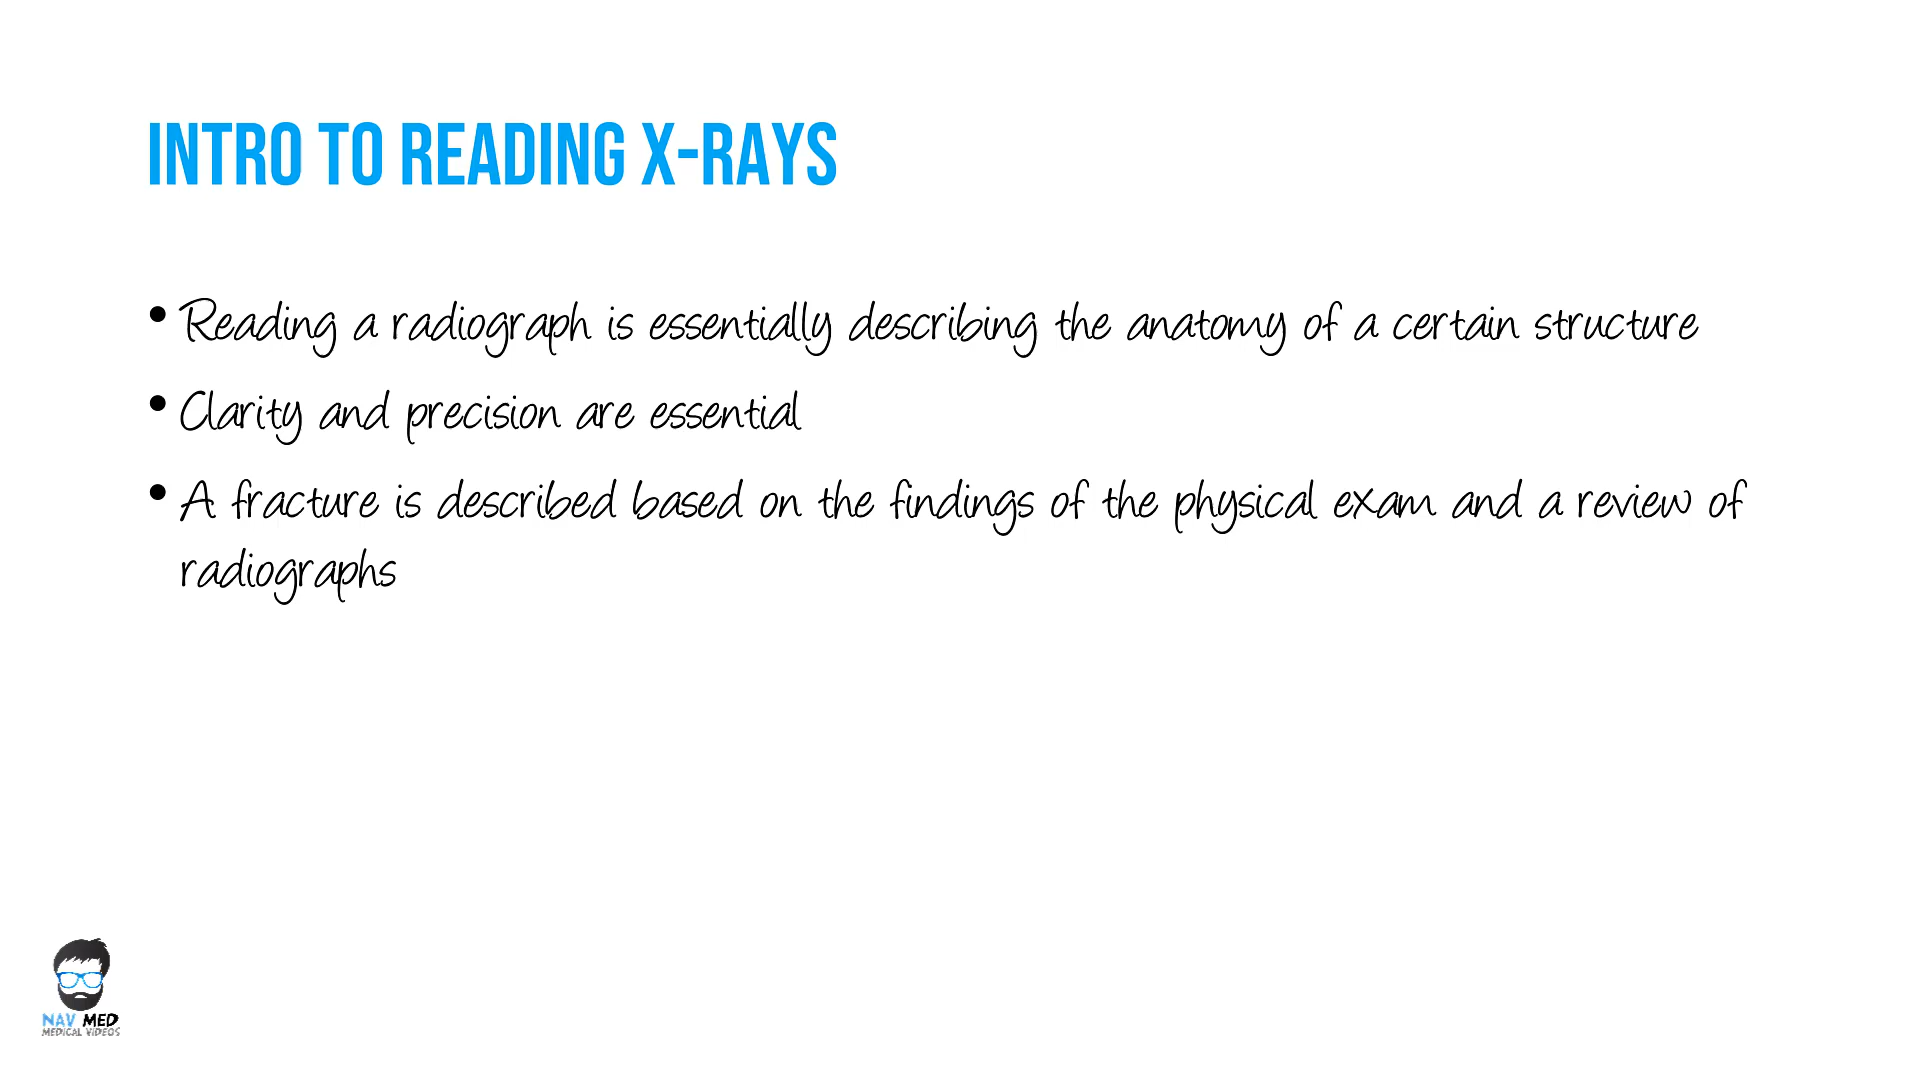 INTRO TO READING X-RAYS
• Reading a radiograph is essentially describing the anatomy of a certain structure
• Clarity and precision are essential
• A fracture is described based on the findings of the physical exam and a review of
radiographs
NAV MED
MEDICAL VIDEOS